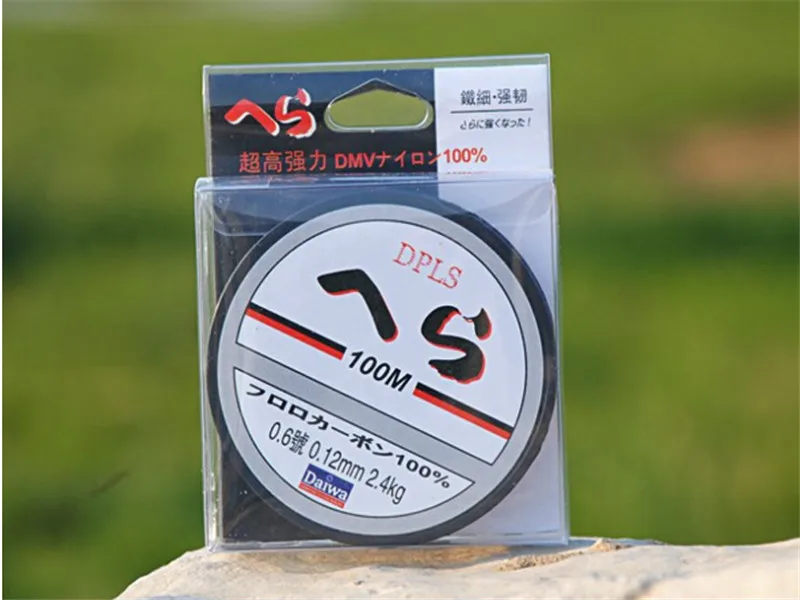 へら
鐵細·强韌
さらに強くなった!
超高强力 DMVナイロン100%
DPLS
へら
100M
フロロカーボン100%
0.6號 0.12mm 2.4kg
Daiwa